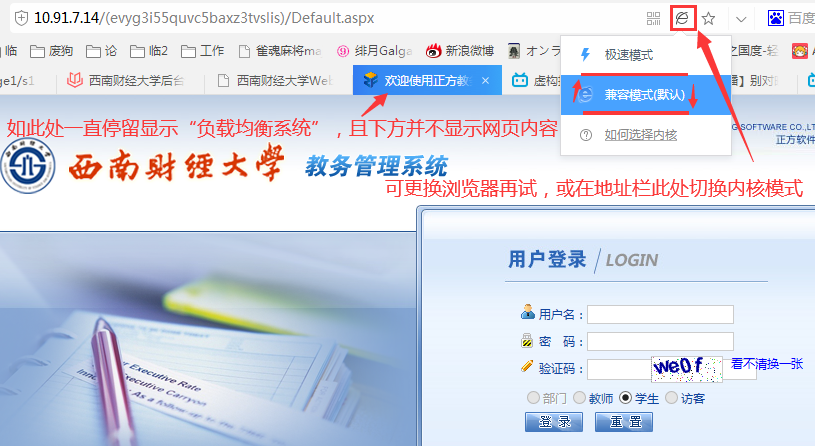 10.91.7.14/(evyg3i55quvc5baxz3tvslis)/Default.aspx
百度
临 废狗 论 临2 工作 雀魂麻将ma 绯月Galga 新浪微博 オンラ 之国度-轻
极速模式
ge1/s1 西南财经大学后台 西南财经大学Web 欢迎使用正方教 × 虚构 】别对
兼容模式(默认)
如此处一直停留显示“负载均衡系统”，且下方并不显示网页内容
G SOFTWARE CO.,LT
正方软件
如何选择内核
西南财经大学 教务管理系统
可更换浏览器再试，或在地址栏此处切换内核模式
用户登录 / LOGIN
用户名：
密 码：
验证码： we0f 看不清换一张
Executive Rate
Executive Carryon
As a follow-up to the
部门 教师 学生 访客
登 录 重 置